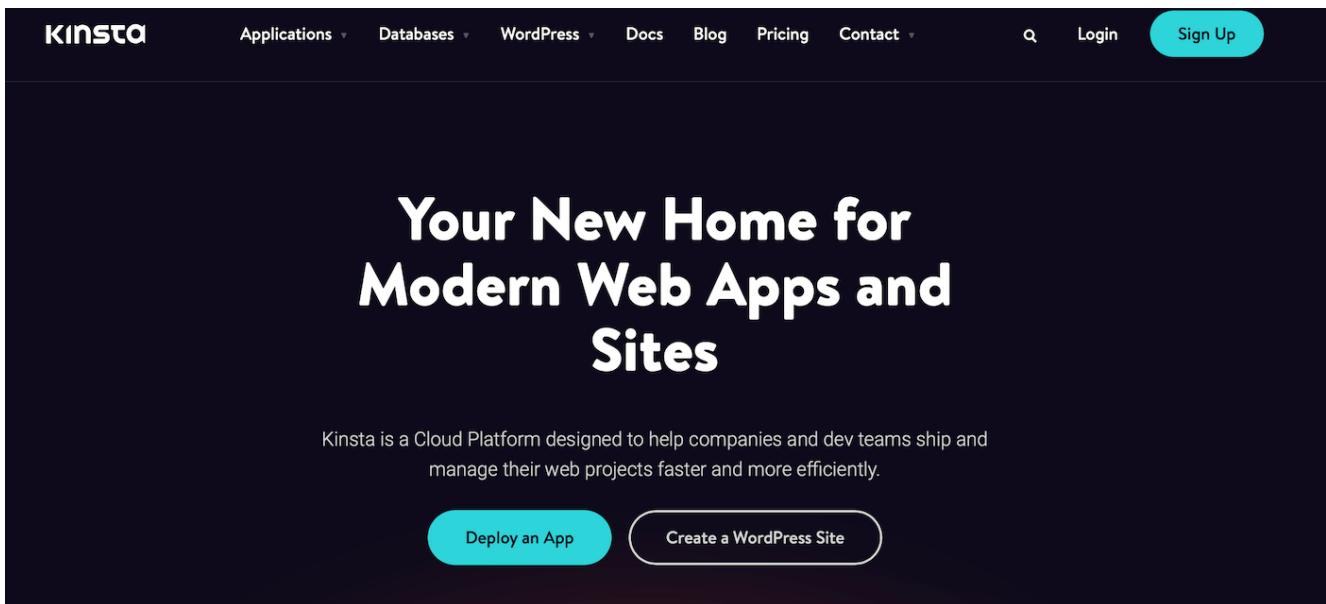 Kinsta
Applications Databases WordPress Docs Blog Pricing Contact Login Sign Up
Your New Home for
Modern Web Apps and
Sites
Kinsta is a Cloud Platform designed to help companies and dev teams ship and
manage their web projects faster and more efficiently.
Deploy an App Create a WordPress Site